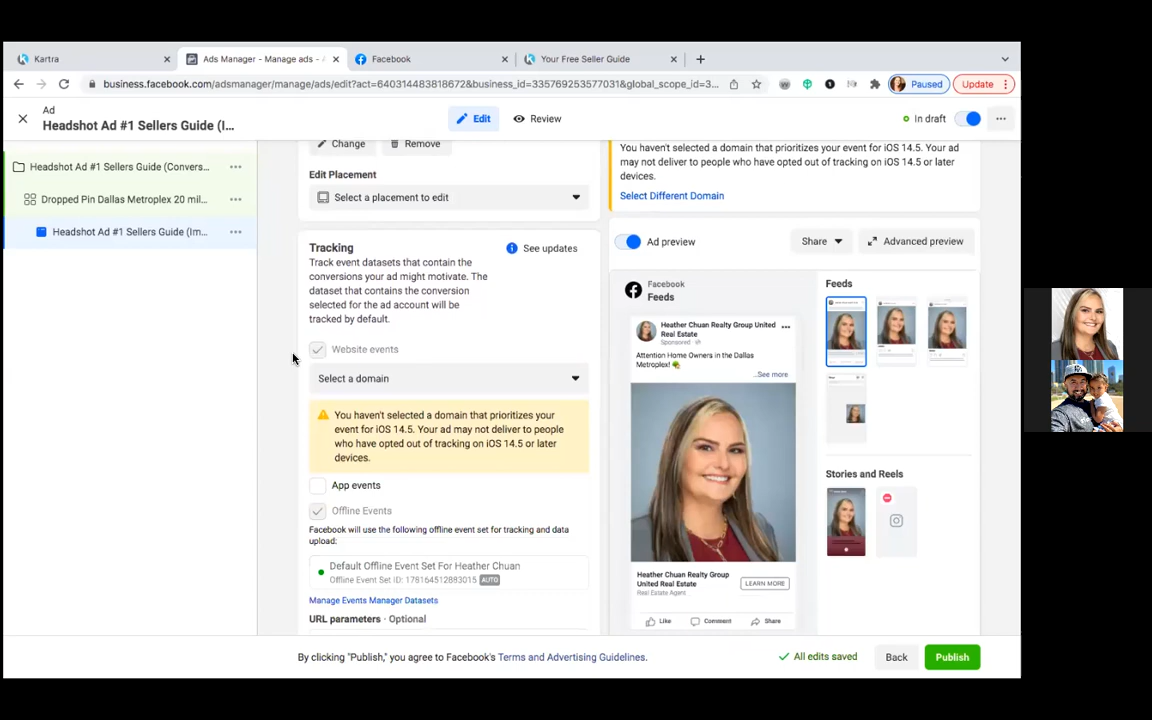 Kartra
Ads Manager - Manage ads -
Facebook
Your Free Seller Guide
business.facebook.com/adsmanager/manage/ads/edit?act=640314483818672&business_id=335769253577031&global_scope_id=3...
Paused
Update
Ad
Headshot Ad #1 Sellers Guide (I...
Edit
Review
In draft
Headshot Ad #1 Sellers Guide (Convers...
Dropped Pin Dallas Metroplex 20 mil...
Headshot Ad #1 Sellers Guide (Im...
Change
Remove
Edit Placement
Select a placement to edit
Tracking
See updates
Track event datasets that contain the
conversions your ad might motivate. The
dataset that contains the conversion
selected for the ad account will be
tracked by default.
Website events
Select a domain
You haven't selected a domain that prioritizes your
event for iOS 14.5. Your ad may not deliver to people
who have opted out of tracking on iOS 14.5 or later
devices.
App events
Offline Events
Facebook will use the following offline event set for tracking and data
upload:
Default Offline Event Set For Heather Chuan
Offline Event Set ID: 1781645128​93015 AUTO
Manage Events Manager Datasets
URL parameters · Optional
You haven't selected a domain that prioritizes your event for iOS 14.5. Your ad
may not deliver to people who have opted out of tracking on iOS 14.5 or later
devices.
Select Different Domain
Ad preview
Share
Advanced preview
Facebook
Feeds
Heather Chuan Realty Group United
Real Estate
Sponsored
Attention Home Owners in the Dallas
Metroplex!
...See more
Heather Chuan Realty Group
United Real Estate
Real Estate Agent
LEARN MORE
Like
Comment
Share
Feeds
Stories and Reels
By clicking "Publish," you agree to Facebook's Terms and Advertising Guidelines.
All edits saved
Back
Publish